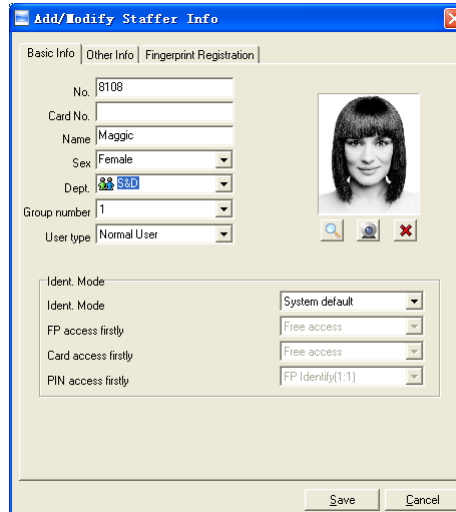 Add/Modify Staffer Info
Basic Info Other Info Fingerprint Registration
No. 8108
Card No.
Name Maggic
Sex Female
Dept. S&D
Group number 1
User type Normal User
Ident. Mode
Ident. Mode System default
FP access firstly Free access
Card access firstly Free access
PIN access firstly FP Identify(1:1)
Save Cancel